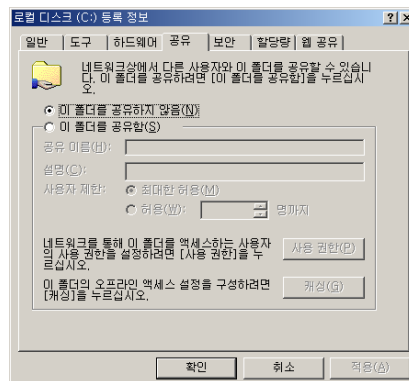 로컬 디스크 (C:) 등록 정보
일반 도구 하드웨어 공유 보안 할당량 웹 공유
네트워크상에서 다른 사용자와 이 폴더를 공유할 수 있습니
다. 이 폴더를 공유하려면 [이 폴더를 공유함]을 누르십시
오.
이 폴더를 공유하지 않음(N)
이 폴더를 공유함(S)
공유 이름(H):
설명(C):
사용자 제한: 최대한 허용(M)
허용(W): 명까지
네트워크를 통해 이 폴더를 액세스하는 사용자
의 사용 권한을 설정하려면 [사용 권한]을 누
르십시오.
사용 권한(P)
이 폴더의 오프라인 액세스 설정을 구성하려면
[캐싱]을 누르십시오.
캐싱(G)
확인 취소 적용(A)